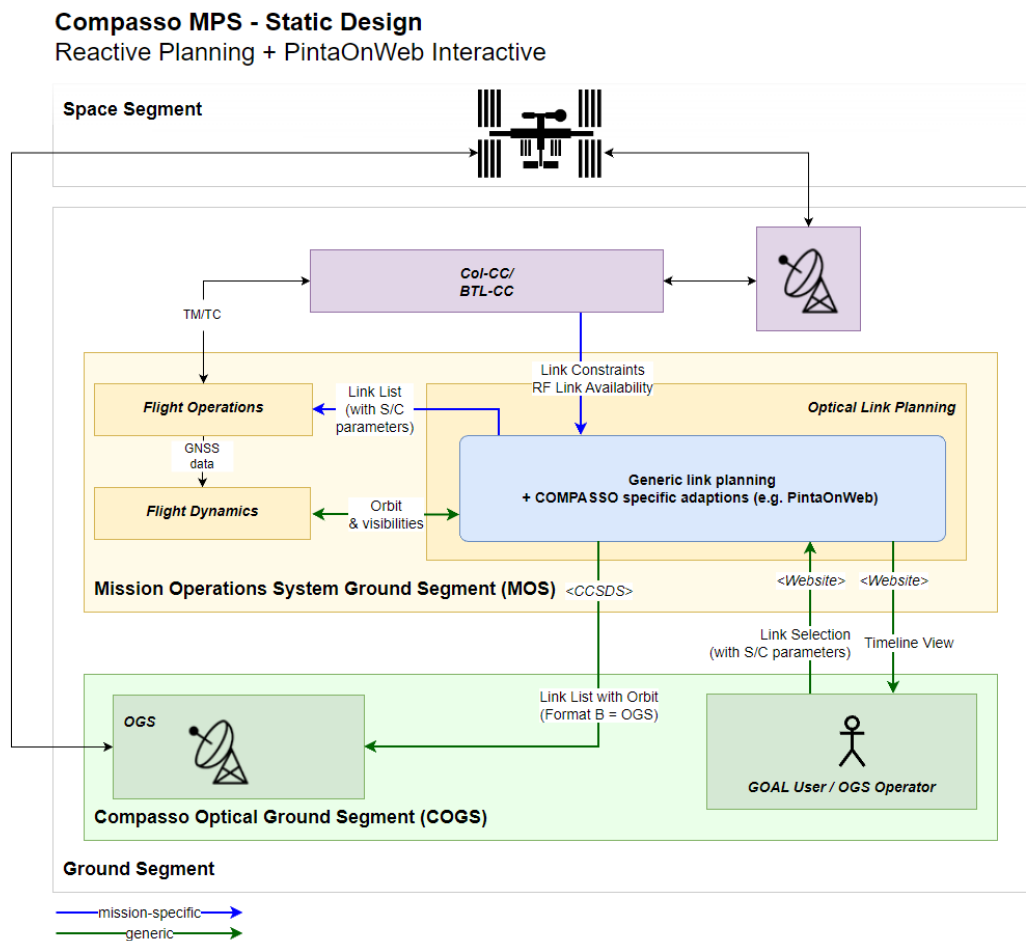 Compasso MPS - Static Design
Reactive Planning + PintaOnWeb Interactive
Space Segment
Col-CC/
BTL-CC
TM/TC
Link Constraints
RF Link Availability
Flight Operations
Link List
(with S/C
parameters)
Optical Link Planning
GNSS
data
Generic link planning
+ COMPASSO specific adaptions (e.g. PintaOnWeb)
Flight Dynamics
Orbit
& visibilities
Mission Operations System Ground Segment (MOS)
<CCSDS>
<Website>
<Website>
Link Selection
(with S/C parameters)
Timeline View
Link List with Orbit
(Format B = OGS)
OGS
GOAL User / OGS Operator
Compasso Optical Ground Segment (COGS)
Ground Segment
mission-specific
generic